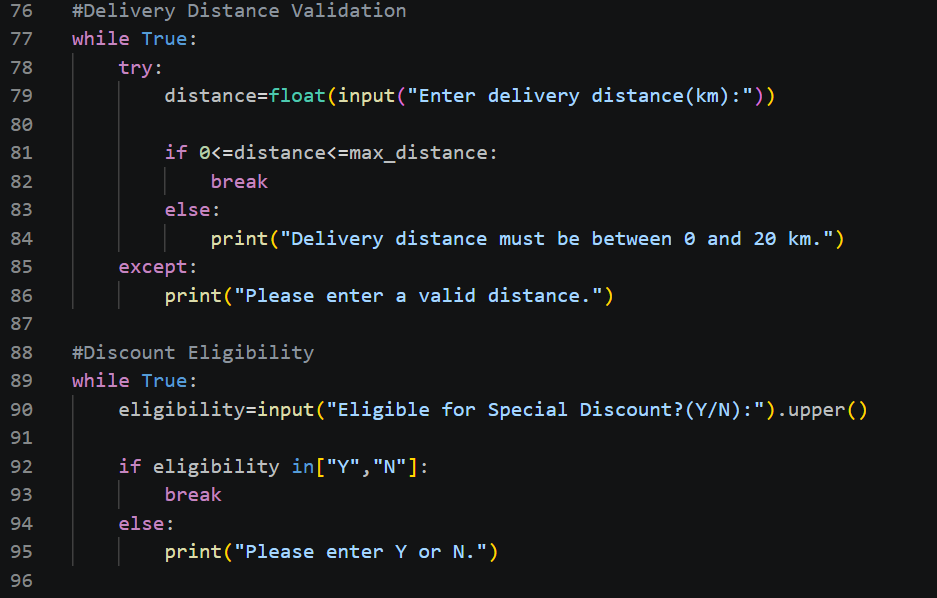 76 #Delivery Distance Validation
77 while True:
78     try:
79         distance=float(input("Enter delivery distance(km):"))
80
81         if 0<=distance<=max_distance:
82             break
83         else:
84             print("Delivery distance must be between 0 and 20 km.")
85     except:
86         print("Please enter a valid distance.")
87
88 #Discount Eligibility
89 while True:
90     eligibility=input("Eligible for Special Discount?(Y/N):").upper()
91
92     if eligibility in["Y","N"]:
93         break
94     else:
95         print("Please enter Y or N.")
96